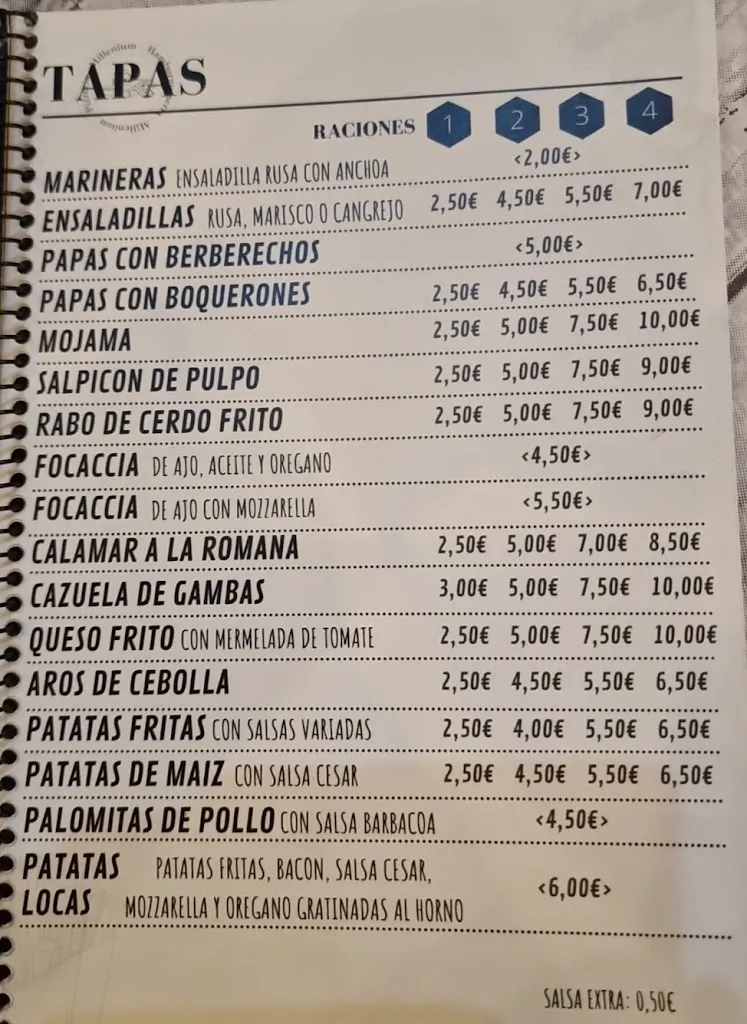 TAPAS
RACIONES 1 2 3 4
MARINERAS ENSALADILLA RUSA CON ANCHOA <2,00€>
ENSALADILLAS RUSA, MARISCO O CANGREJO 2,50€ 4,50€ 5,50€ 7,00€
PAPAS CON BERBERECHOS <5,00€>
PAPAS CON BOQUERONES 2,50€ 4,50€ 5,50€ 6,50€
MOJAMA 2,50€ 5,00€ 7,50€ 10,00€
SALPICON DE PULPO 2,50€ 5,00€ 7,50€ 9,00€
RABO DE CERDO FRITO 2,50€ 5,00€ 7,50€ 9,00€
FOCACCIA DE AJO, ACEITE Y OREGANO <4,50€>
FOCACCIA DE AJO CON MOZZARELLA <5,50€>
CALAMAR A LA ROMANA 2,50€ 5,00€ 7,00€ 8,50€
CAZUELA DE GAMBAS 3,00€ 5,00€ 7,50€ 10,00€
QUESO FRITO CON MERMELADA DE TOMATE 2,50€ 5,00€ 7,50€ 10,00€
AROS DE CEBOLLA 2,50€ 4,50€ 5,50€ 6,50€
PATATAS FRITAS CON SALSAS VARIADAS 2,50€ 4,00€ 5,50€ 6,50€
PATATAS DE MAIZ CON SALSA CESAR 2,50€ 4,50€ 5,50€ 6,50€
PALOMITAS DE POLLO CON SALSA BARBACOA <4,50€>
PATATAS LOCAS PATATAS FRITAS, BACON, SALSA CESAR,
MOZZARELLA Y OREGANO GRATINADAS AL HORNO <6,00€>
SALSA EXTRA: 0,50€